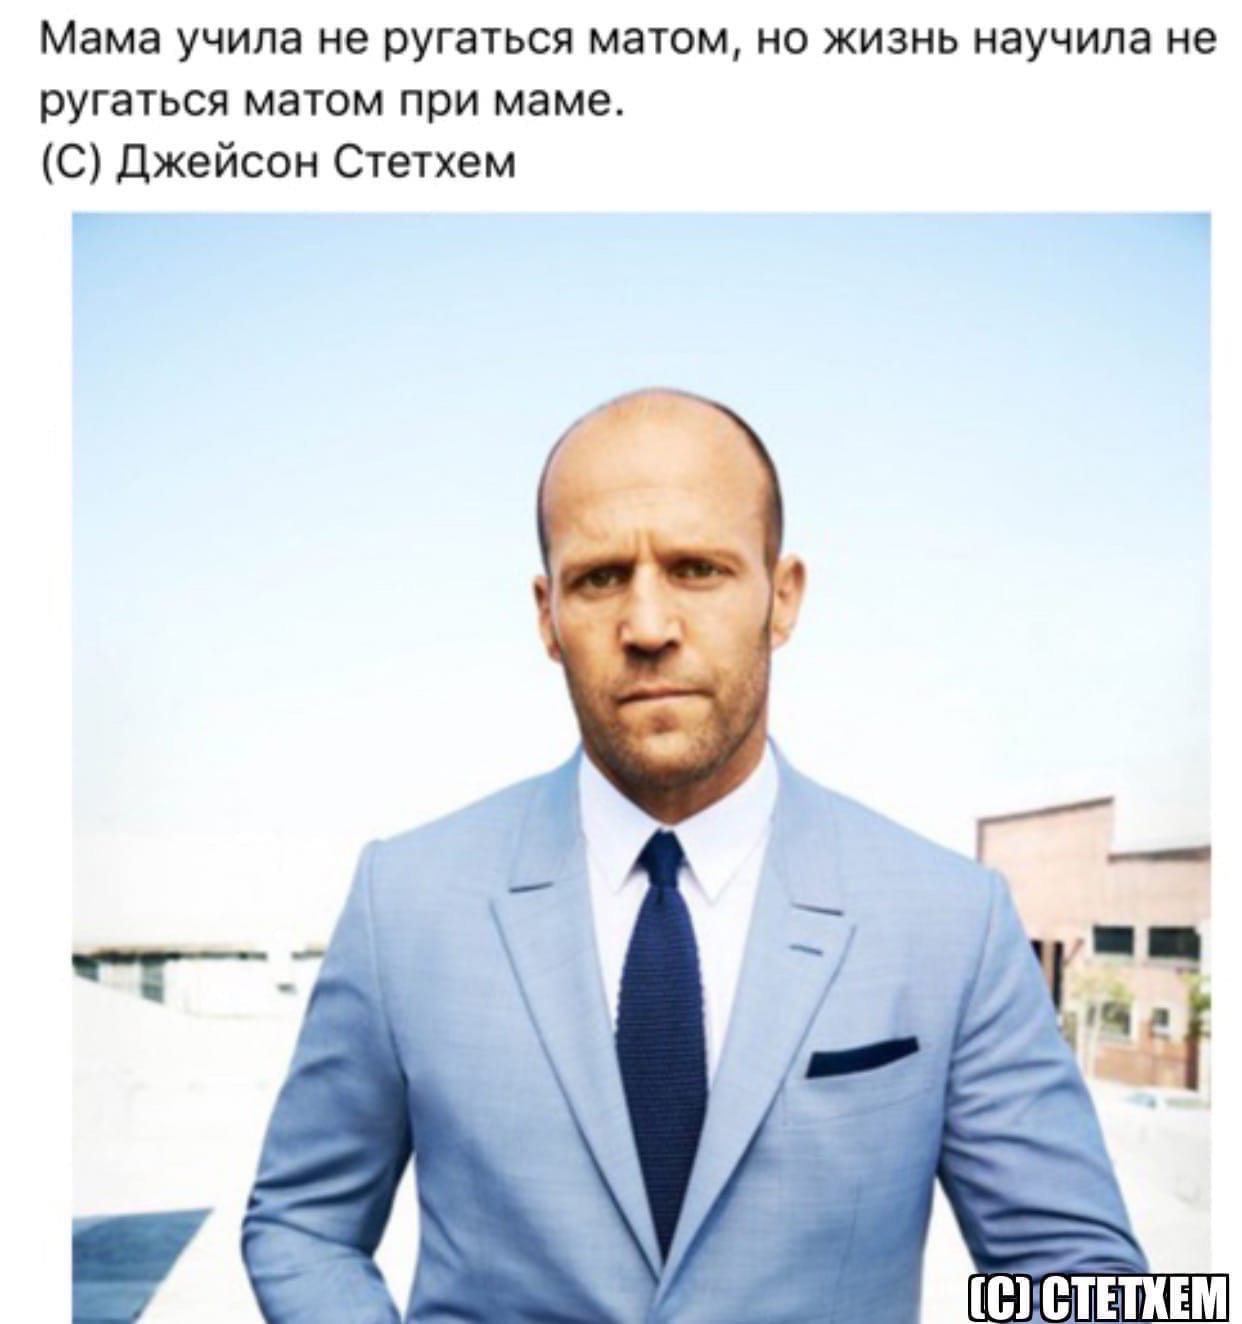 Мама учила не ругаться матом, но жизнь научила не
ругаться матом при маме.
(С) Джейсон Стетхем
(С) СТЕТХЕМ